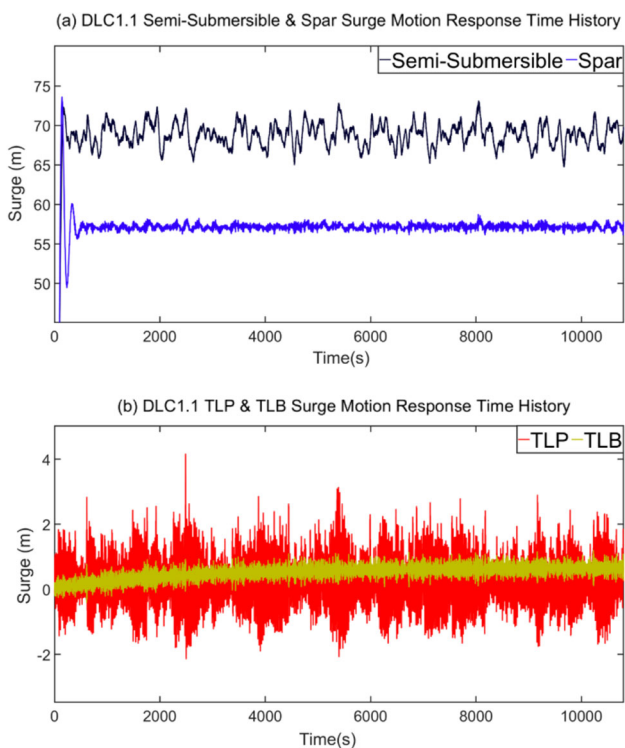 (a) DLC1.1 Semi-Submersible & Spar Surge Motion Response Time History
Semi-Submersible Spar
75
70
65
60
55
50
Surge (m)
0 2000 4000 6000 8000 10000
Time(s)
(b) DLC1.1 TLP & TLB Surge Motion Response Time History
TLP TLB
4
2
0
-2
Surge (m)
0 2000 4000 6000 8000 10000
Time(s)